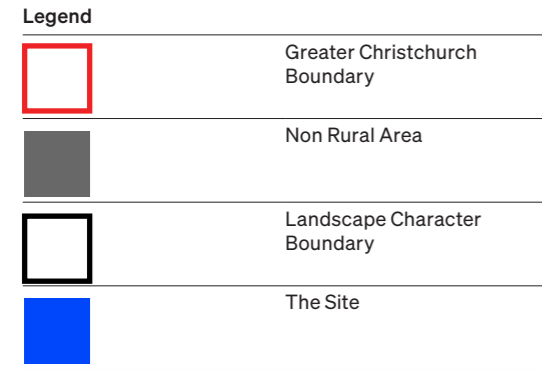 Legend
Greater Christchurch
Boundary
Non Rural Area
Landscape Character
Boundary
The Site